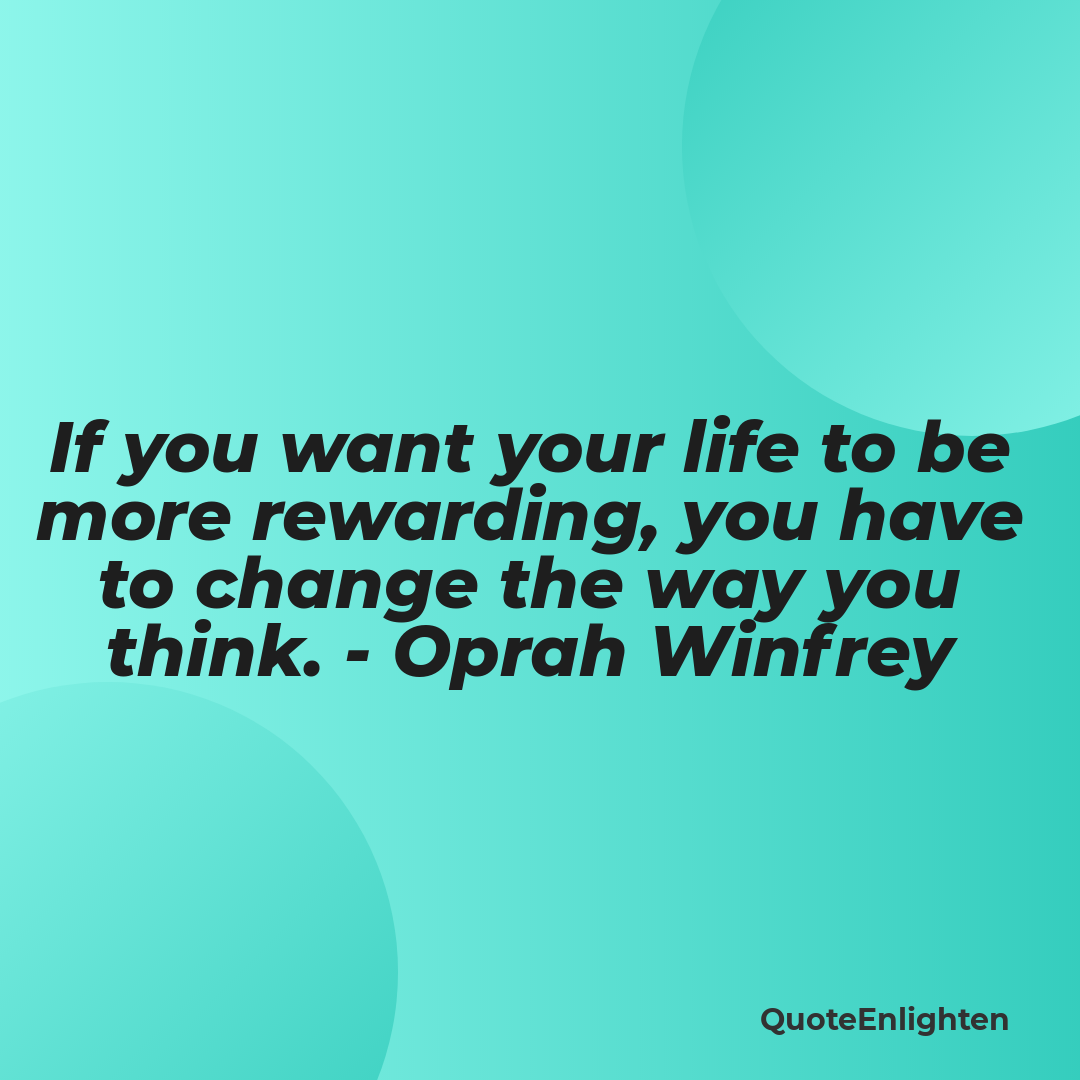 If you want your life to be
more rewarding, you have
to change the way you
think. - Oprah Winfrey
QuoteEnlighten